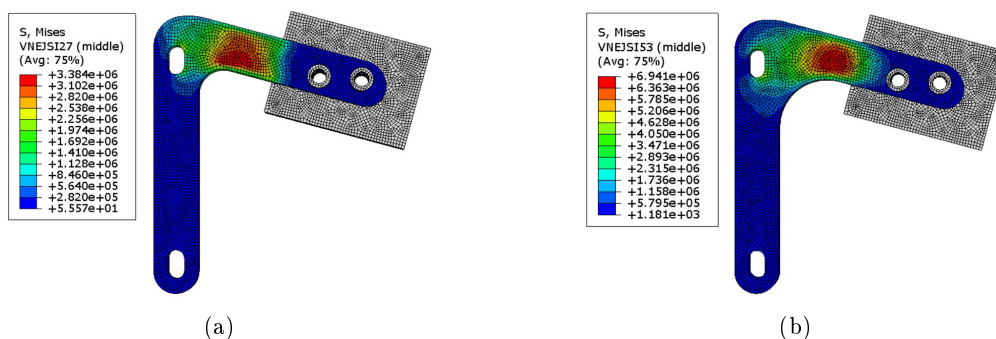 S, Mises
VNEJSI27 (middle)
(Avg: 75%)
+3.384e+06
+3.102e+06
+2.820e+06
+2.538e+06
+2.256e+06
+1.974e+06
+1.692e+06
+1.410e+06
+1.128e+06
+8.460e+05
+5.640e+05
+2.820e+05
+5.557e+01
(a)
S, Mises
VNEJSI53 (middle)
(Avg: 75%)
+6.941e+06
+6.363e+06
+5.785e+06
+5.206e+06
+4.628e+06
+4.050e+06
+3.471e+06
+2.893e+06
+2.315e+06
+1.736e+06
+1.158e+06
+5.795e+05
+1.181e+03
(b)